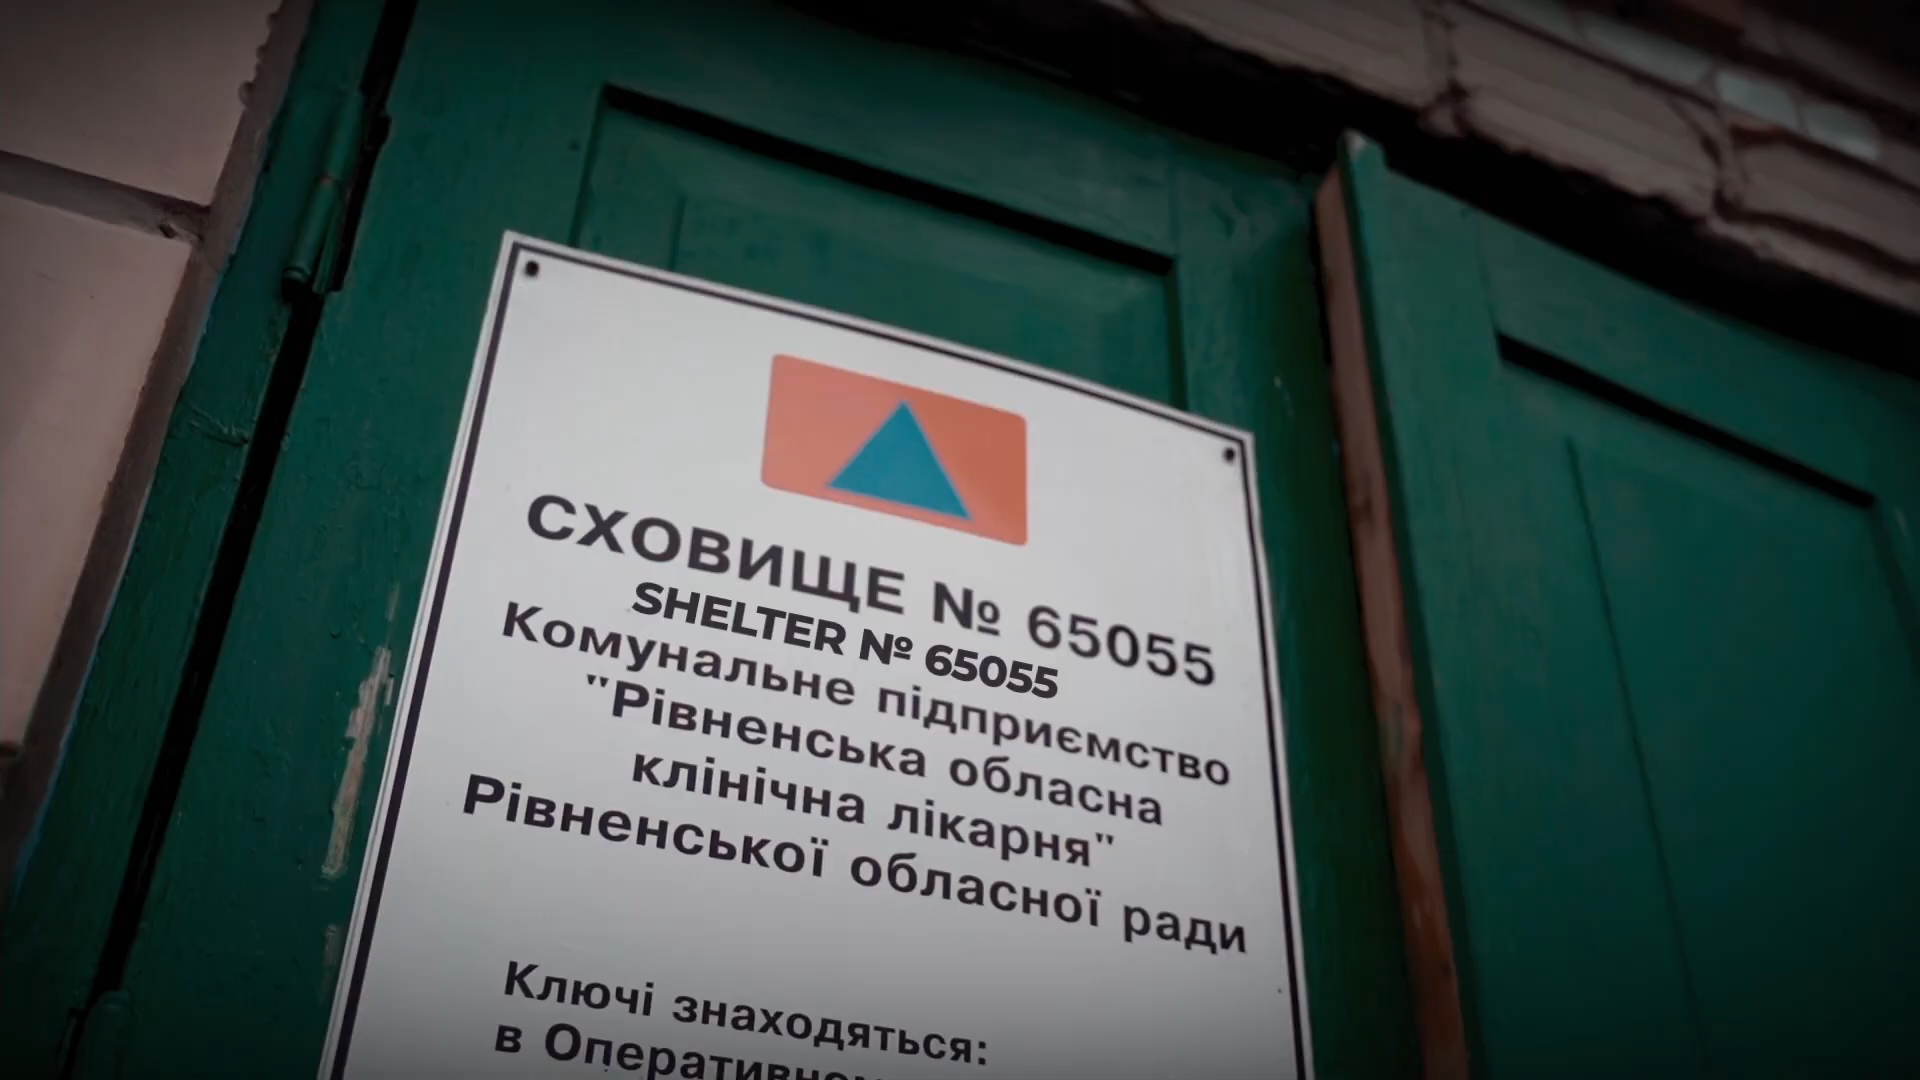 СХОВИЩЕ № 65055
SHELTER № 65055
Комунальне підприємство
"Рівненська обласна
клінічна лікарня"
Рівненської обласної ради
Ключі знаходяться:
в